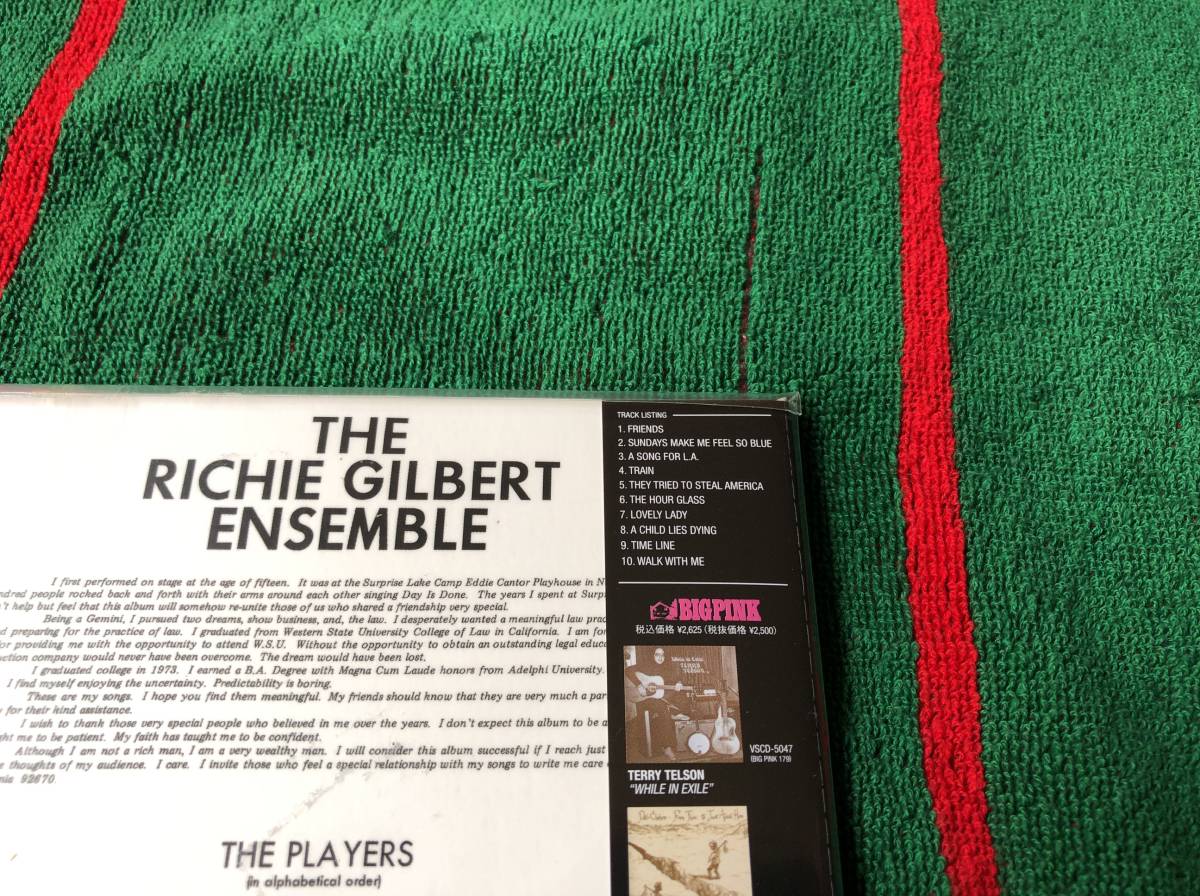 THE
RICHIE GILBERT
ENSEMBLE
I first performed on stage at the age of fifteen. It was at the Surprise Lake Camp Eddie Cantor Playhouse in N
dred people rocked back and forth with their arms around each other singing Day Is Done. The years I spent at Surp
't help but feel that this album will somehow re-unite those of us who shared a friendship very special.
Being a Gemini, I pursued two dreams, show business, and, the law. I desperately wanted a meaningful law prac
d preparing for the practice of law. I graduated from Western State University College of Law in California. I am for
or providing me with the opportunity to attend W.S.U. Without the opportunity to obtain an outstanding legal educa
ction company would never have been overcome. The dream would have been lost.
I graduated college in 1973. I earned a B.A. Degree with Magna Cum Laude honors from Adelphi University.
I find myself enjoying the uncertainty. Predictability is boring.
These are my songs. I hope you find them meaningful. My friends should know that they are very much a par
for their kind assistance.
I wish to thank those very special people who believed in me over the years. I don't expect this album to be a
ght me to be patient. My faith has taught me to be confident.
Although I am not a rich man, I am a very wealthy man. I will consider this album successful if I reach just
e thoughts of my audience. I care. I invite those who feel a special relationship with my songs to write me care
nia 92670
THE PLAYERS
(in alphabetical order)
TRACK LISTING
1. FRIENDS
2. SUNDAYS MAKE ME FEEL SO BLUE
3. A SONG FOR L.A.
4. TRAIN
5. THEY TRIED TO STEAL AMERICA
6. THE HOUR GLASS
7. LOVELY LADY
8. A CHILD LIES DYING
9. TIME LINE
10. WALK WITH ME
BIG PINK
税込価格 ¥2,625 (税抜価格 ¥2,500)
While in Exile
TERRY TELSON
VSCD-5047
(BIG PINK 179)
TERRY TELSON
"WHILE IN EXILE"